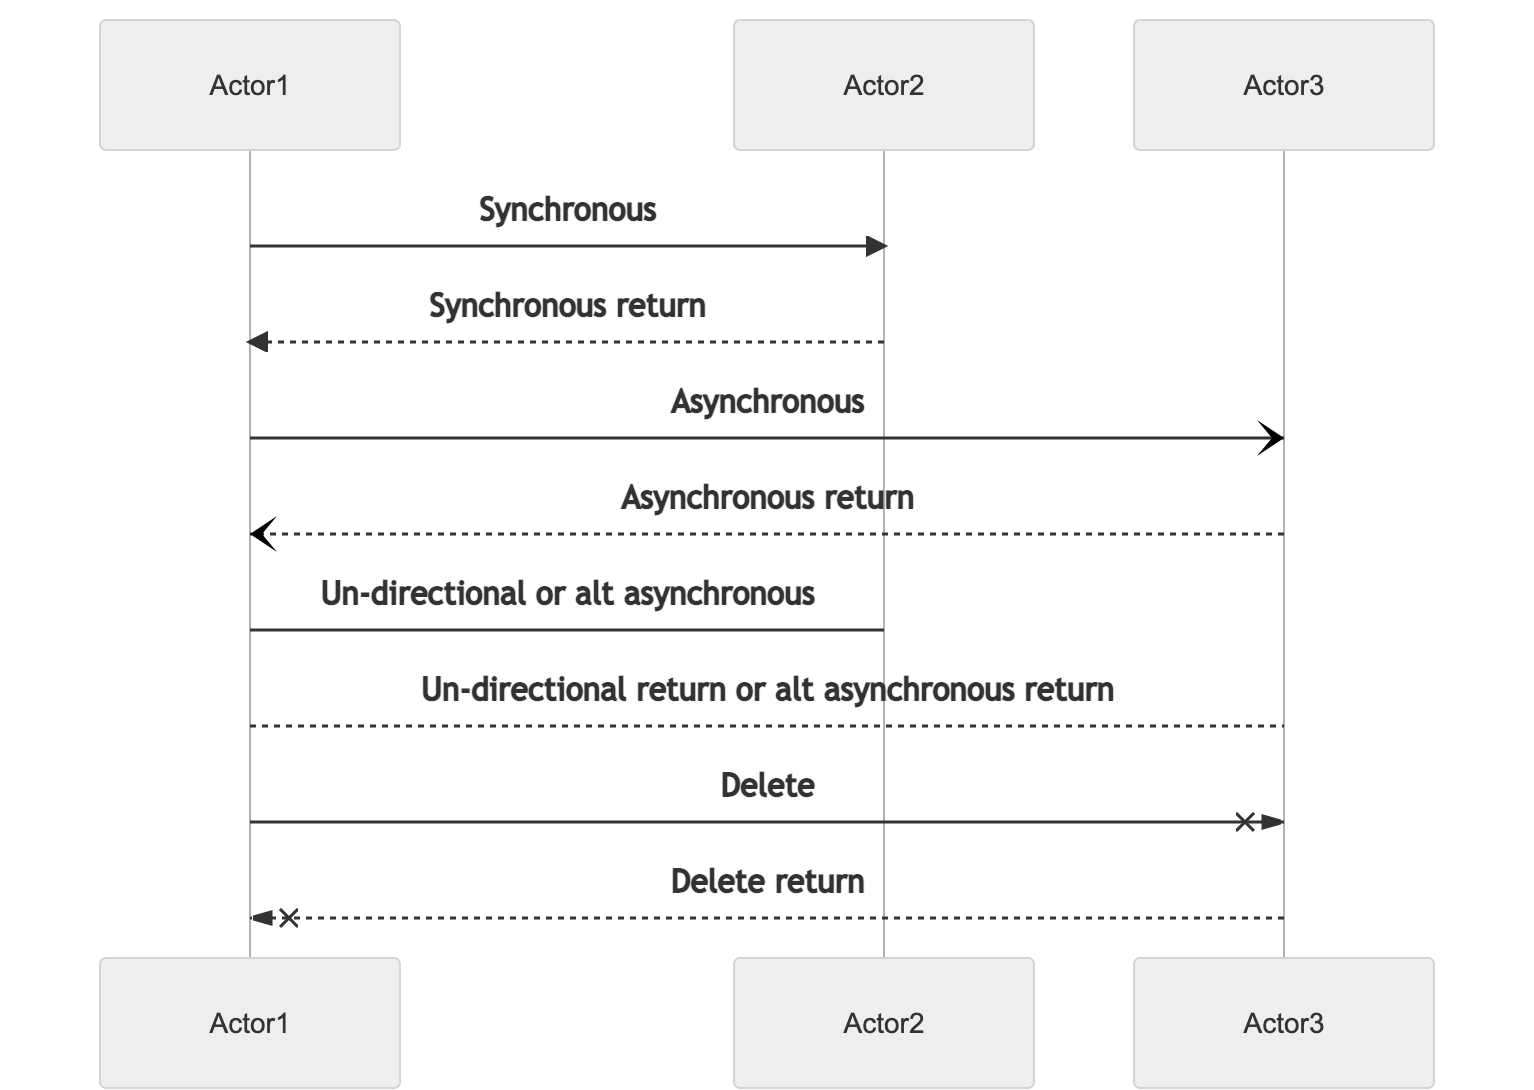 Actor1
Actor2
Actor3
Synchronous
Synchronous return
Asynchronous
Asynchronous return
Un-directional or alt asynchronous
Un-directional return or alt asynchronous return
Delete
Delete return
Actor1
Actor2
Actor3